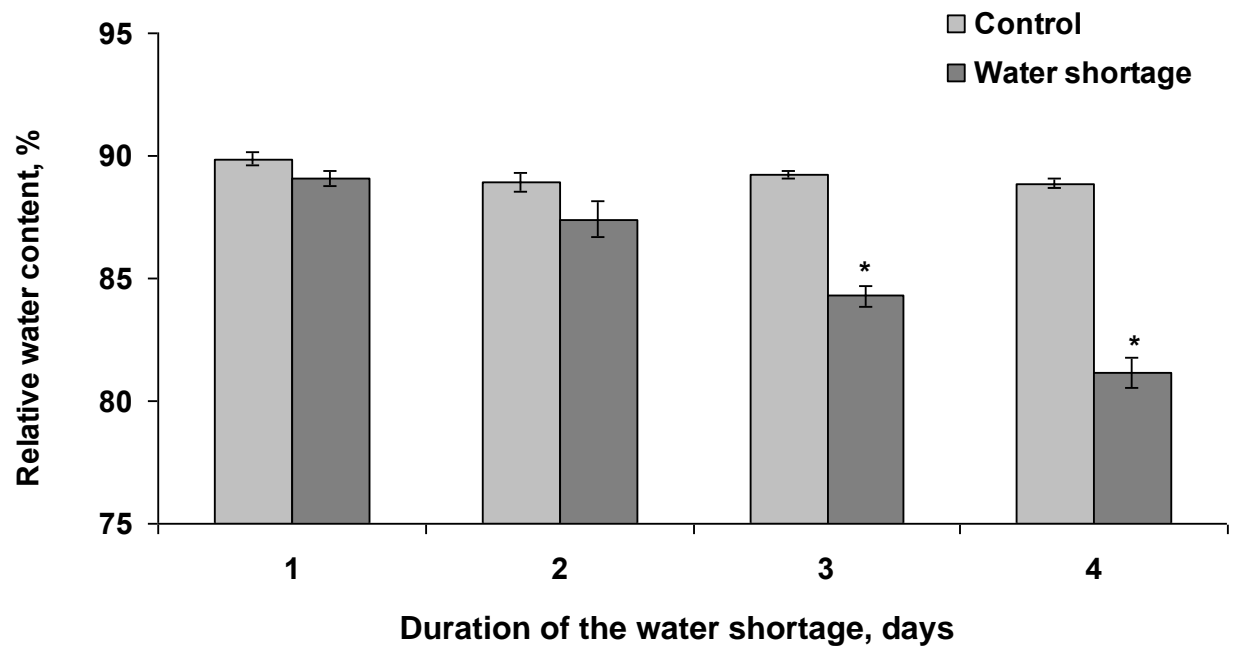 Control
Water shortage
Relative water content, %
95
90
85
80
75
*
*
1 2 3 4
Duration of the water shortage, days